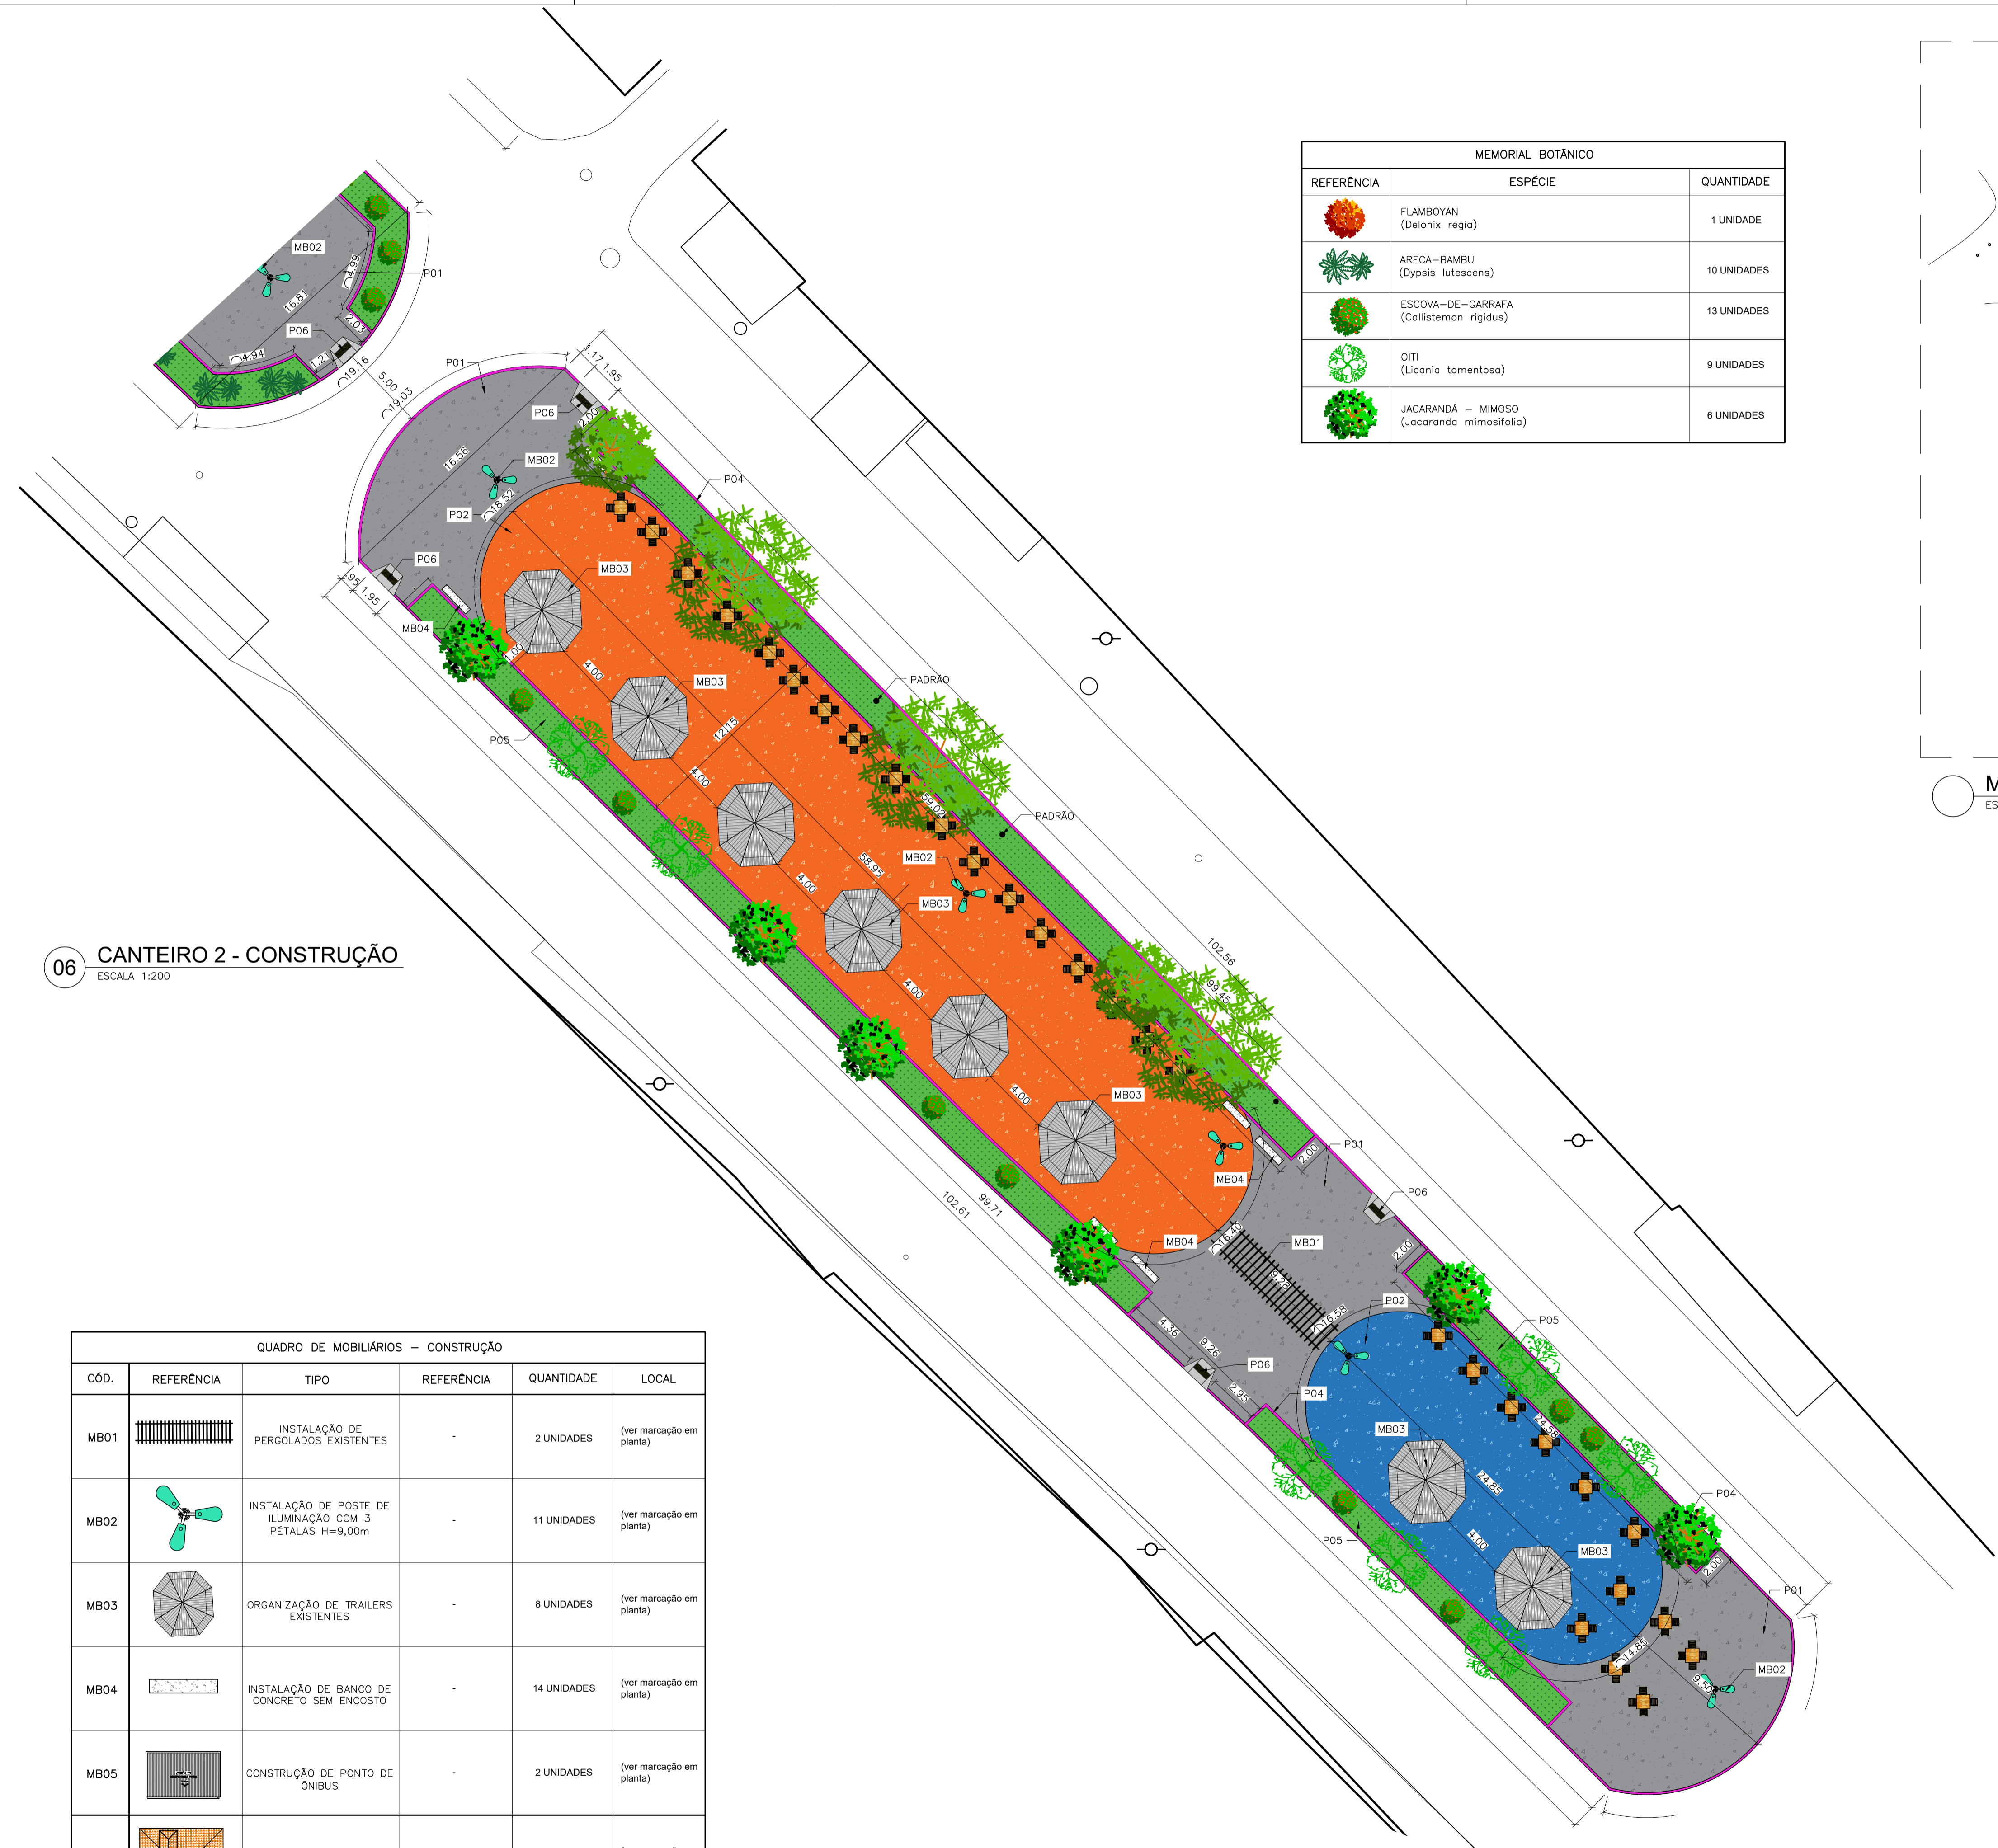 MEMORIAL BOTÂNICO
REFERÊNCIA ESPÉCIE QUANTIDADE
FLAMBOYAN
(Delonix regia)
1 UNIDADE
ARECA-BAMBU
(Dypsis lutescens)
10 UNIDADES
ESCOVA-DE-GARRAFA
(Callistemon rigidus)
13 UNIDADES
OITI
(Licania tomentosa)
9 UNIDADES
JACARANDÁ - MIMOSO
(Jacaranda mimosifolia)
6 UNIDADES
MB02
4.99
P01
16.81
P06
2.03
4.94
1.21
19.16
5.00
19.03
P01
1.17
1.95
P06
2.00
16.56
MB02
P04
18.52
P02
P06
.95
1.95
MB03
MB04
1.00
4.00
MB03
PADRÃO
12.15
P05
4.00
59.02
PADRÃO
MB02
58.95
4.00
MB03
102.56
99.45
4.00
4.00
MB03
P01
2.00
MB04
P06
99.71
102.61
16.40
MB04
MB01
2.00
9.28
P02
16.58
4.36
9.26
P06
P05
2.95
P04
24.58
MB03
24.85
P04
4.00
P05
MB03
2.00
P01
14.85
MB02
9.50
06
CANTEIRO 2 - CONSTRUÇÃO
ESCALA 1:200
M
ES
QUADRO DE MOBILIÁRIOS - CONSTRUÇÃO
CÓD. REFERÊNCIA TIPO REFERÊNCIA QUANTIDADE LOCAL
MB01
INSTALAÇÃO DE
PERGOLADOS EXISTENTES
-
2 UNIDADES
(ver marcação em
planta)
MB02
INSTALAÇÃO DE POSTE DE
ILUMINAÇÃO COM 3
PÉTALAS H=9,00m
-
11 UNIDADES
(ver marcação em
planta)
MB03
ORGANIZAÇÃO DE TRAILERS
EXISTENTES
-
8 UNIDADES
(ver marcação em
planta)
MB04
INSTALAÇÃO DE BANCO DE
CONCRETO SEM ENCOSTO
-
14 UNIDADES
(ver marcação em
planta)
MB05
CONSTRUÇÃO DE PONTO DE
ÔNIBUS
-
2 UNIDADES
(ver marcação em
planta)